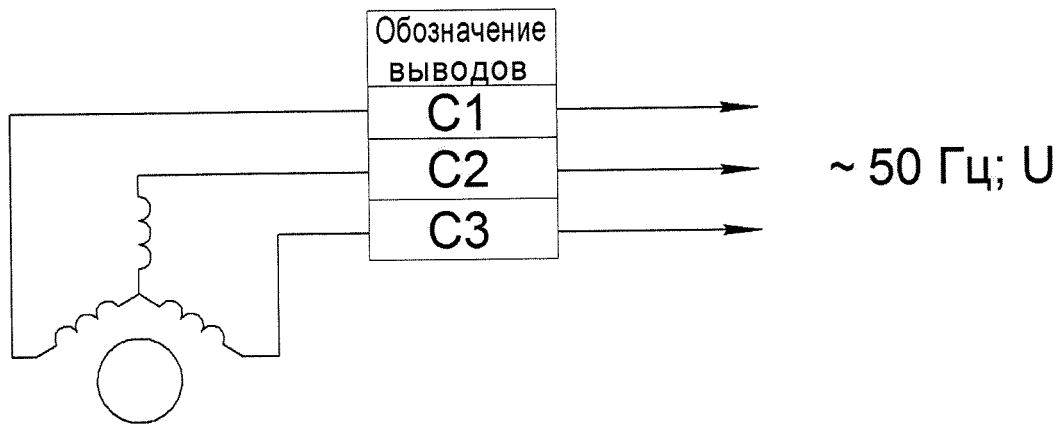 Обозначение
выводов
С1
С2
С3
~ 50 Гц; U